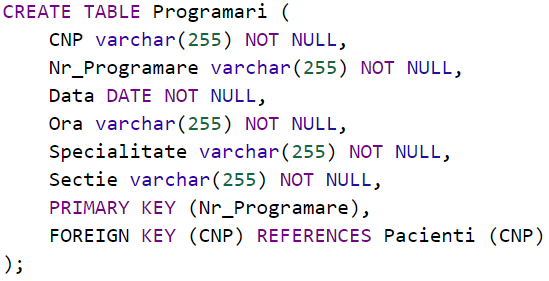 CREATE TABLE Programari (
    CNP varchar(255) NOT NULL,
    Nr_Programare varchar(255) NOT NULL,
    Data DATE NOT NULL,
    Ora varchar(255) NOT NULL,
    Specialitate varchar(255) NOT NULL,
    Sectie varchar(255) NOT NULL,
    PRIMARY KEY (Nr_Programare),
    FOREIGN KEY (CNP) REFERENCES Pacienti (CNP)
);